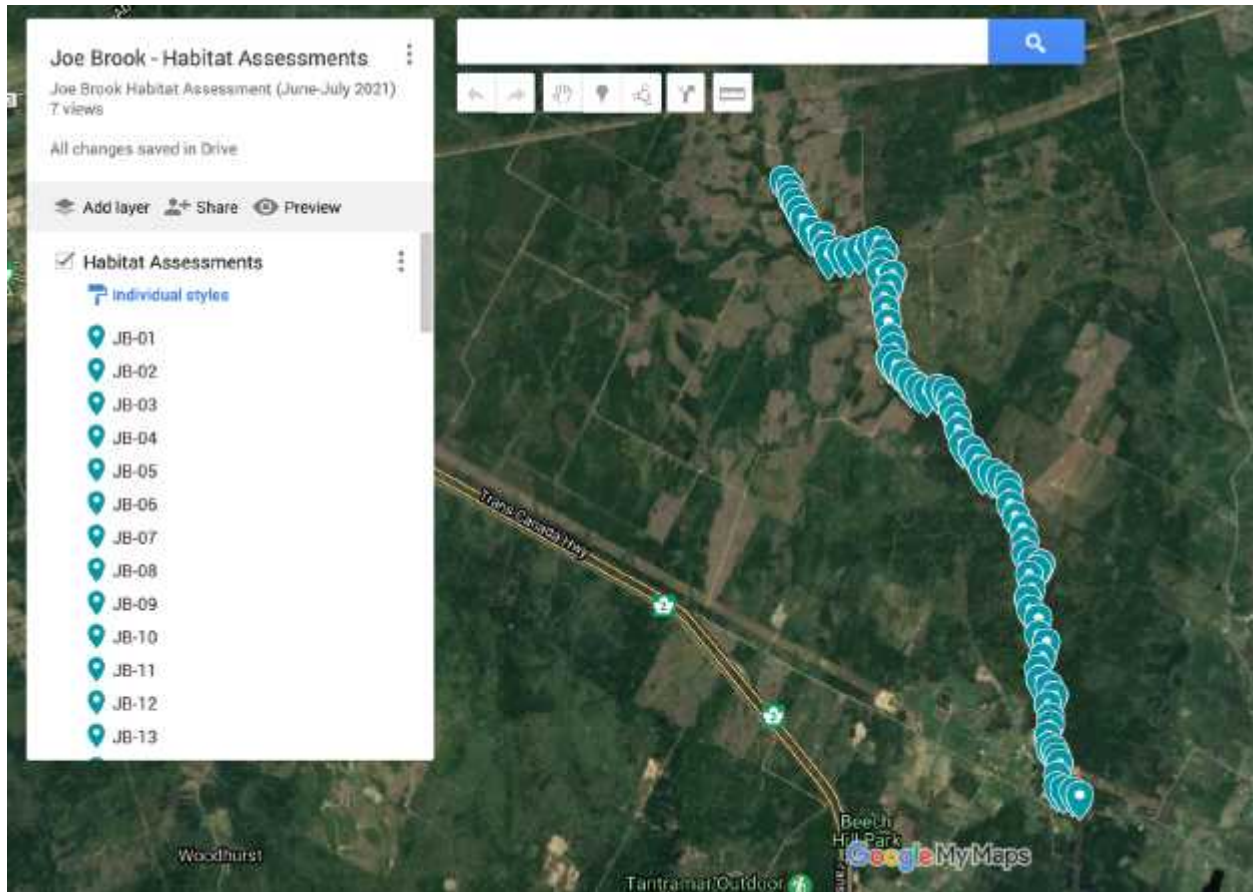 Joe Brook - Habitat Assessments
Joe Brook Habitat Assessment (June-July 2021)
7 views
All changes saved in Drive
Add layer Share Preview
Habitat Assessments
Individual styles
JB-01
JB-02
JB-03
JB-04
JB-05
JB-06
JB-07
JB-08
JB-09
JB-10
JB-11
JB-12
JB-13
Trans Canada Hwy
2
2
Beech
Hill Park
Woodhurst
Google My Maps
Tantramar Outdoor